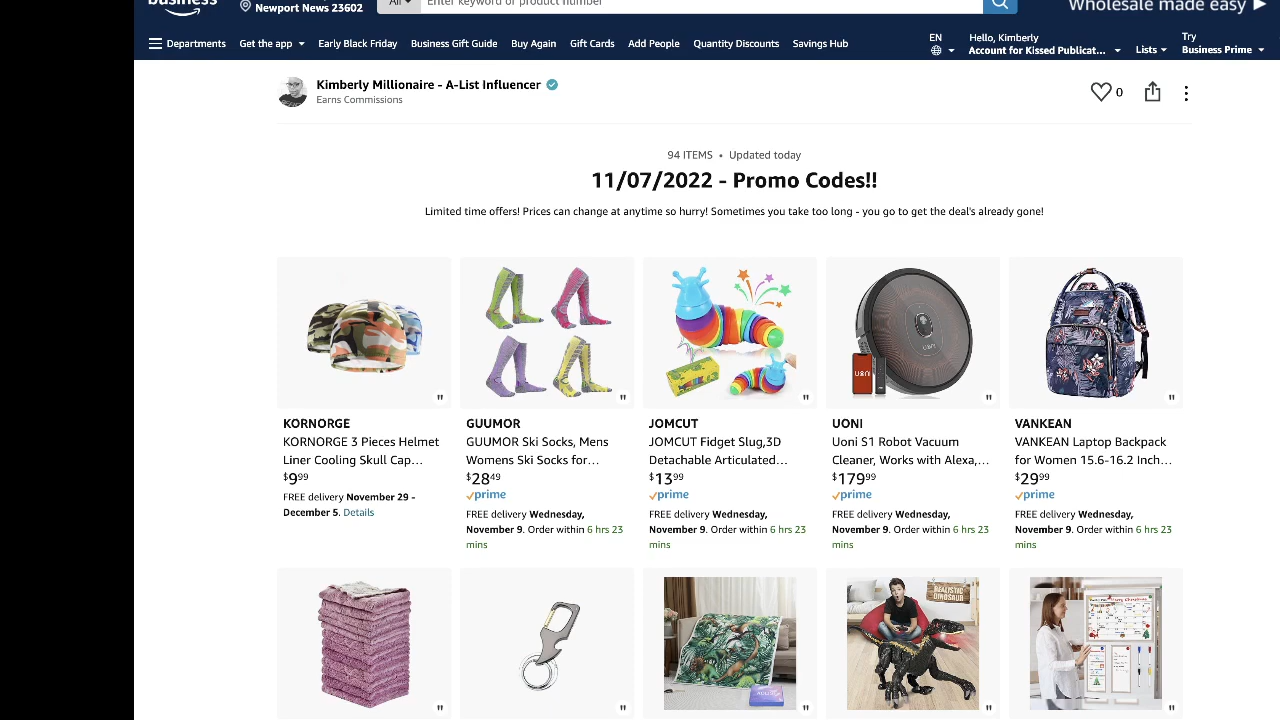 business
Newport News 23602
All
Enter keyword or product number
Wholesale made easy
Departments
Get the app
Early Black Friday
Business Gift Guide
Buy Again
Gift Cards
Add People
Quantity Discounts
Savings Hub
EN
Hello, Kimberly
Account for Kissed Publicat...
Lists
Try
Business Prime
Kimberly Millionaire - A-List Influencer
Earns Commissions
0
94 ITEMS • Updated today
11/07/2022 - Promo Codes!!
Limited time offers! Prices can change at anytime so hurry! Sometimes you take too long - you go to get the deal's already gone!
KORNORGE
KORNORGE 3 Pieces Helmet
Liner Cooling Skull Cap...
$9.99
FREE delivery November 29 -
December 5. Details
GUUMOR
GUUMOR Ski Socks, Mens
Womens Ski Socks for...
$28.49
prime
FREE delivery Wednesday,
November 9. Order within 6 hrs 23
mins
JOMCUT
JOMCUT Fidget Slug,3D
Detachable Articulated...
$13.99
prime
FREE delivery Wednesday,
November 9. Order within 6 hrs 23
mins
UONI
UONI
UONI
Uoni S1 Robot Vacuum
Cleaner, Works with Alexa,...
$179.99
prime
FREE delivery Wednesday,
November 9. Order within 6 hrs 23
mins
VANKEAN
VANKEAN Laptop Backpack
for Women 15.6-16.2 Inch...
$29.99
prime
FREE delivery Wednesday,
November 9. Order within 6 hrs 23
mins
REALISTIC
DINOSAUR